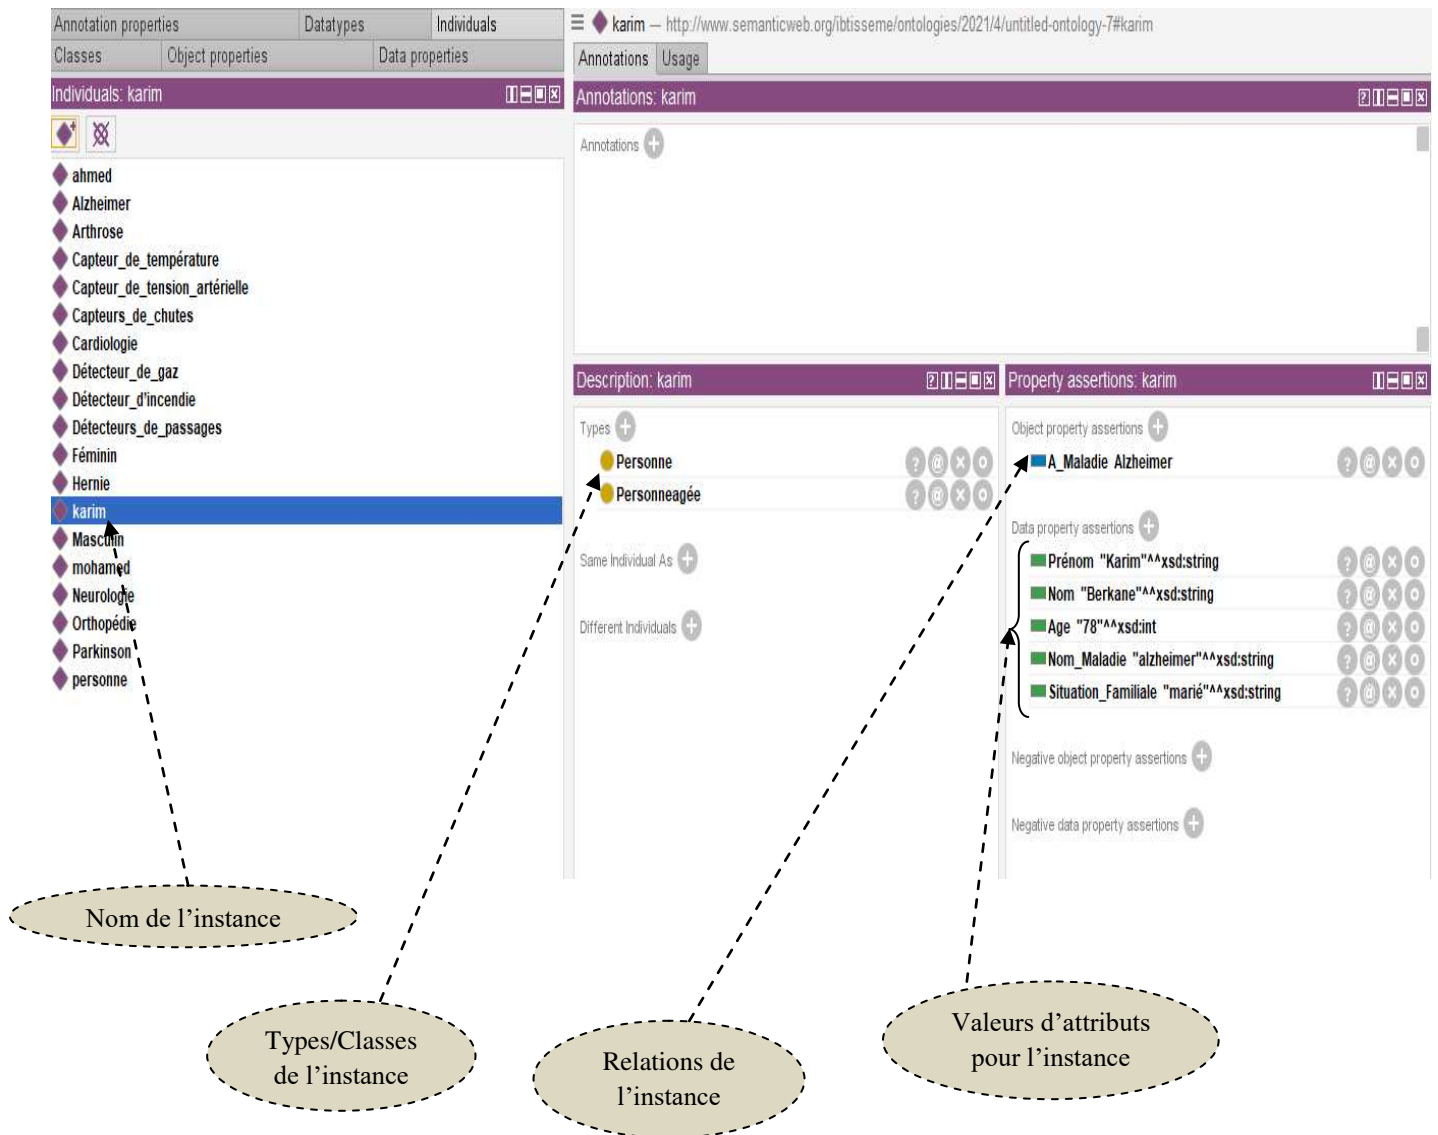 Annotation properties Datatypes Individuals
Classes Object properties Data properties
Individuals: karim
ahmed
Alzheimer
Arthrose
Capteur_de_température
Capteur_de_tension_artérielle
Capteurs_de_chutes
Cardiologie
Détecteur_de_gaz
Détecteur_d'incendie
Détecteurs_de_passages
Féminin
Hernie
karim
Masculin
mohamed
Neurologie
Orthopédie
Parkinson
personne
karim — http://www.semanticweb.org/ibtisseme/ontologies/2021/4/untitled-ontology-7#karim
Annotations Usage
Annotations: karim
Annotations
Description: karim
Types
Personne
Personneagée
Same Individual As
Different Individuals
Property assertions: karim
Object property assertions
A_Maladie Alzheimer
Data property assertions
Prénom "Karim"^^xsd:string
Nom "Berkane"^^xsd:string
Age "78"^^xsd:int
Nom_Maladie "alzheimer"^^xsd:string
Situation_Familiale "marié"^^xsd:string
Negative object property assertions
Negative data property assertions
Nom de l’instance
Types/Classes
de l’instance
Relations de
l’instance
Valeurs d’attributs
pour l’instance